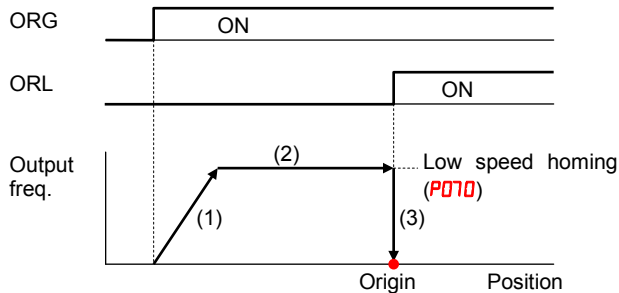 ORG
ON
ORL
ON
Output
freq.
(2)
Low speed homing
(P070)
(1)
(3)
Origin
Position